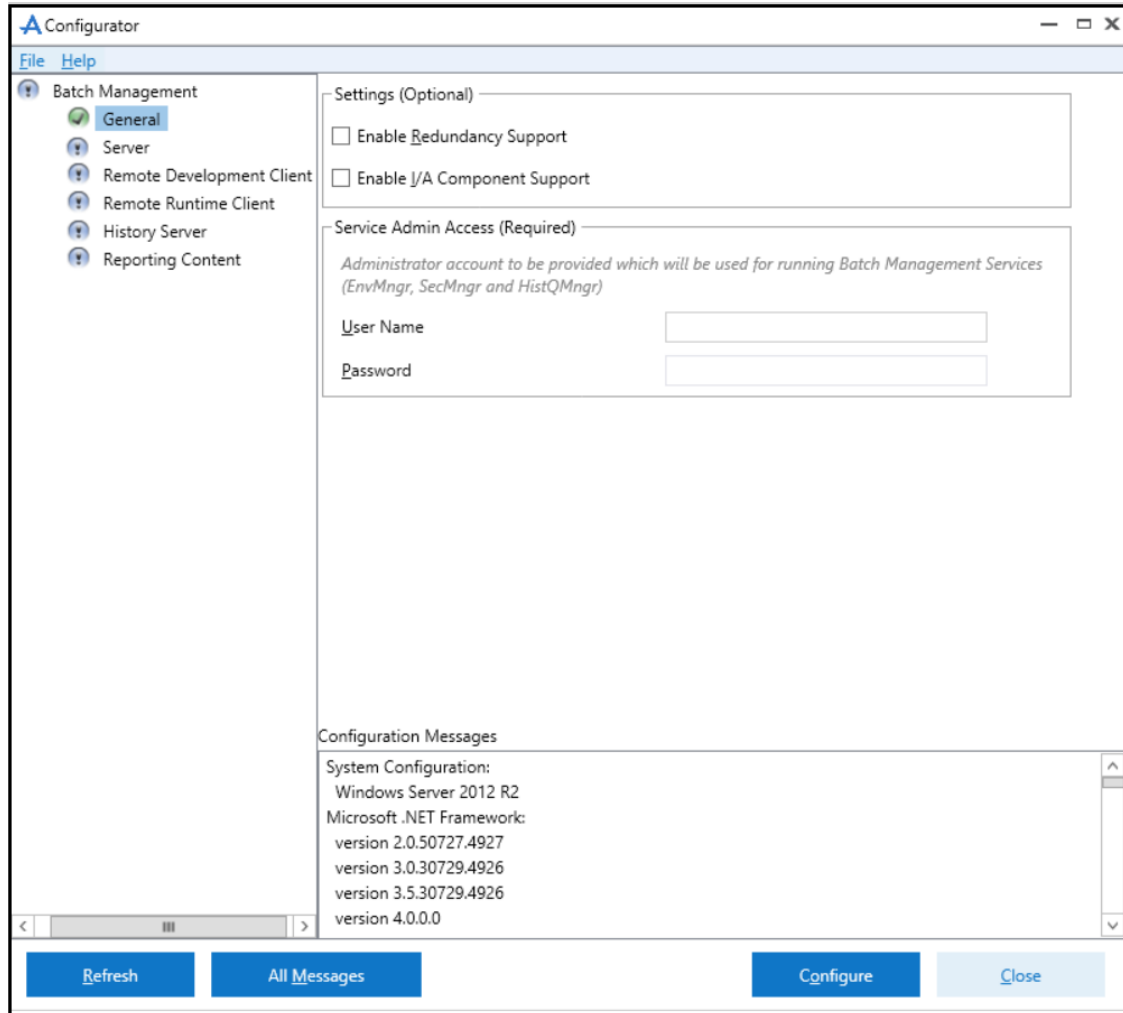 Configurator
File Help
Batch Management
General
Server
Remote Development Client
Remote Runtime Client
History Server
Reporting Content
Settings (Optional)
Enable Redundancy Support
Enable I/A Component Support
Service Admin Access (Required)
Administrator account to be provided which will be used for running Batch Management Services
(EnvMngr, SecMngr and HistQMngr)
User Name
Password
Configuration Messages
System Configuration:
Windows Server 2012 R2
Microsoft .NET Framework:
version 2.0.50727.4927
version 3.0.30729.4926
version 3.5.30729.4926
version 4.0.0.0
Refresh All Messages Configure Close